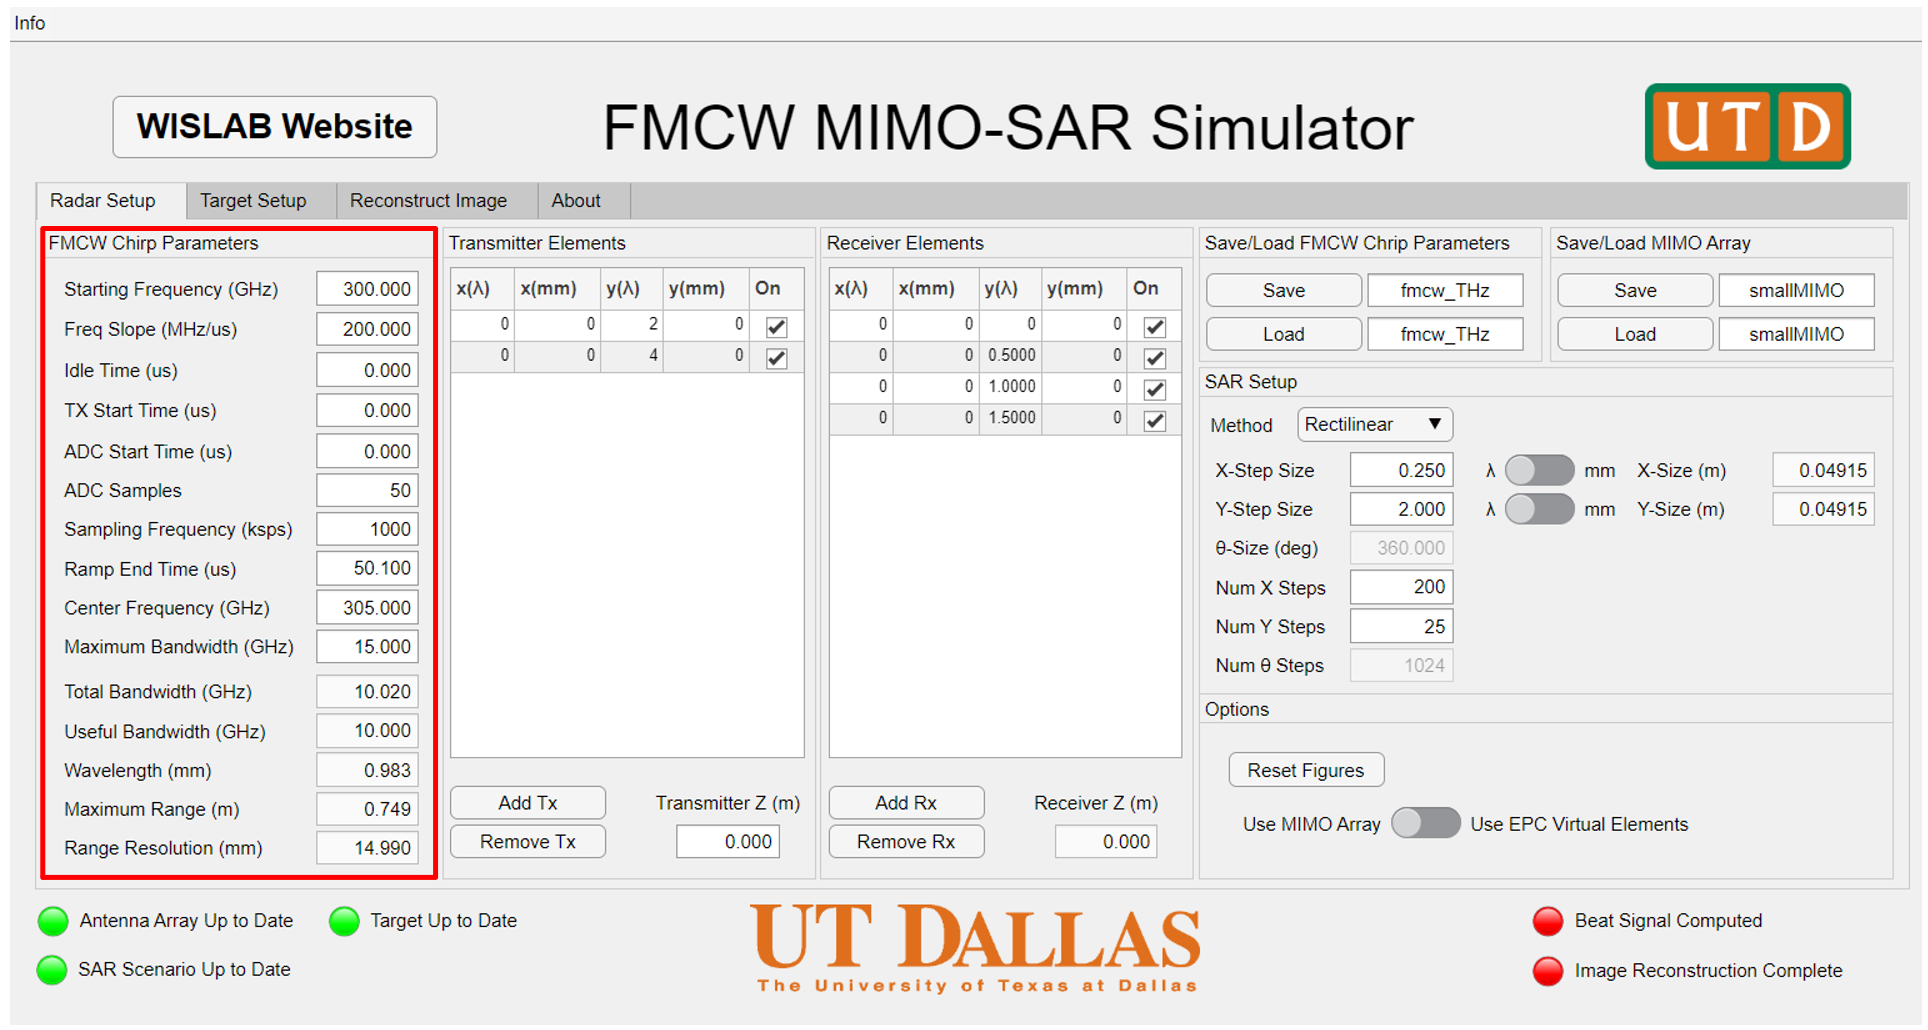 Info
WISLAB Website
FMCW MIMO-SAR Simulator
UTD
Radar Setup
Target Setup
Reconstruct Image
About
FMCW Chirp Parameters
Starting Frequency (GHz) 300.000
Freq Slope (MHz/us) 200.000
Idle Time (us) 0.000
TX Start Time (us) 0.000
ADC Start Time (us) 0.000
ADC Samples 50
Sampling Frequency (ksps) 1000
Ramp End Time (us) 50.100
Center Frequency (GHz) 305.000
Maximum Bandwidth (GHz) 15.000
Total Bandwidth (GHz) 10.020
Useful Bandwidth (GHz) 10.000
Wavelength (mm) 0.983
Maximum Range (m) 0.749
Range Resolution (mm) 14.990
Transmitter Elements
x(λ) x(mm) y(λ) y(mm) On
0 0 2 0
0 0 4 0
Add Tx
Remove Tx
Transmitter Z (m)
0.000
Receiver Elements
x(λ) x(mm) y(λ) y(mm) On
0 0 0 0
0 0 0.5000 0
0 0 1.0000 0
0 0 1.5000 0
Add Rx
Remove Rx
Receiver Z (m)
0.000
Save/Load FMCW Chrip Parameters
Save fmcw_THz
Load fmcw_THz
Save/Load MIMO Array
Save smallMIMO
Load smallMIMO
SAR Setup
Method Rectilinear
X-Step Size 0.250 λ mm X-Size (m) 0.04915
Y-Step Size 2.000 λ mm Y-Size (m) 0.04915
θ-Size (deg) 360.000
Num X Steps 200
Num Y Steps 25
Num θ Steps 1024
Options
Reset Figures
Use MIMO Array Use EPC Virtual Elements
Antenna Array Up to Date
Target Up to Date
SAR Scenario Up to Date
UT DALLAS
The University of Texas at Dallas
Beat Signal Computed
Image Reconstruction Complete